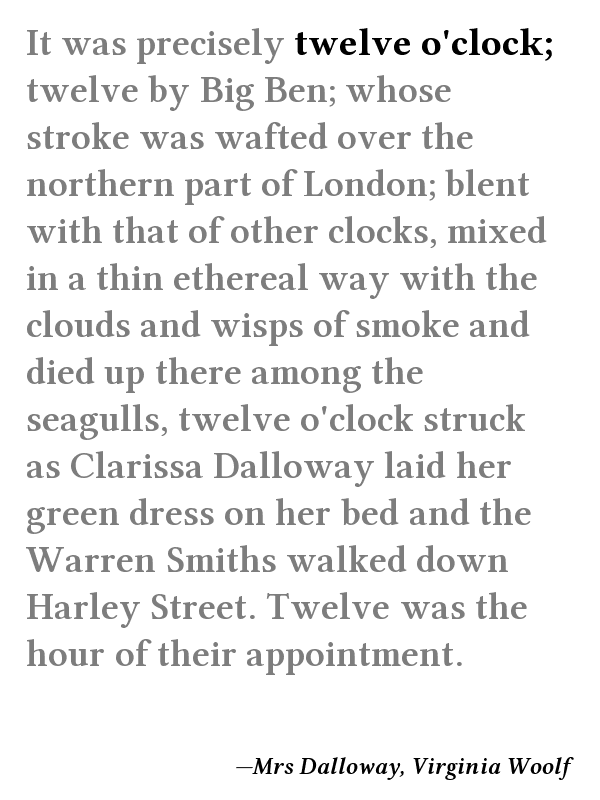 It was precisely twelve o'clock;
twelve by Big Ben; whose
stroke was wafted over the
northern part of London; blent
with that of other clocks, mixed
in a thin ethereal way with the
clouds and wisps of smoke and
died up there among the
seagulls, twelve o'clock struck
as Clarissa Dalloway laid her
green dress on her bed and the
Warren Smiths walked down
Harley Street. Twelve was the
hour of their appointment.
—Mrs Dalloway, Virginia Woolf